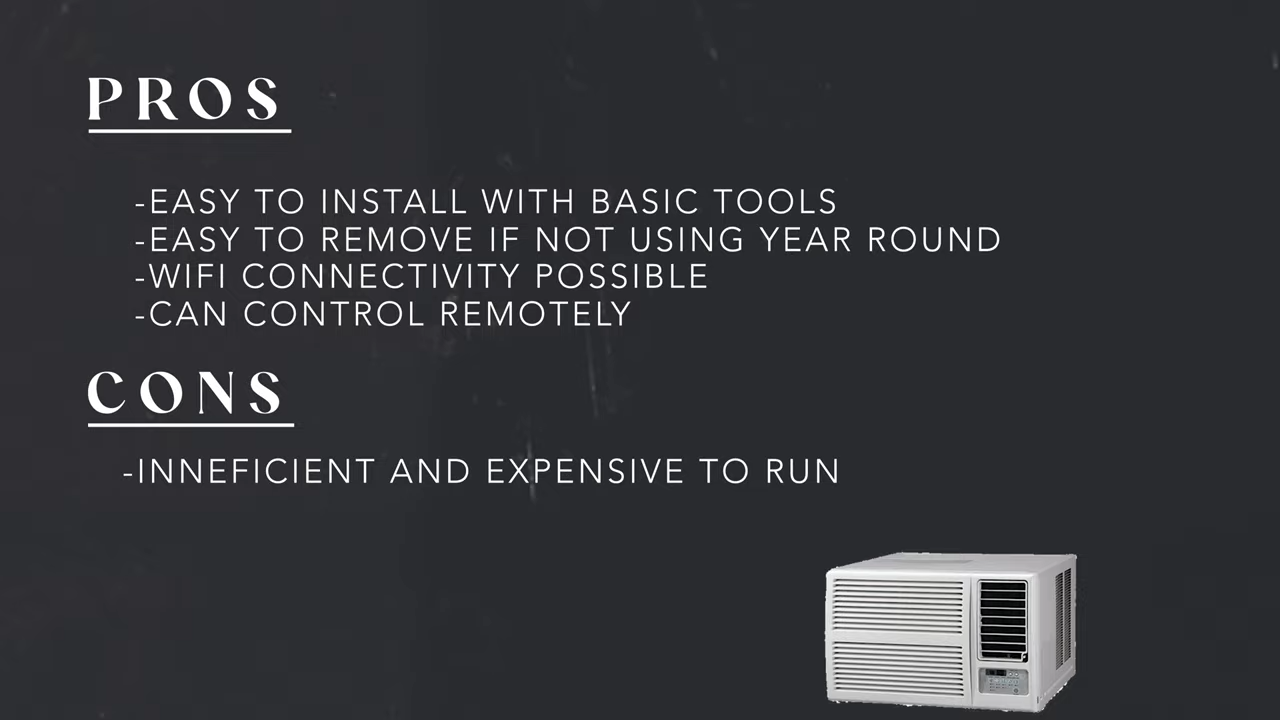 PROS
-EASY TO INSTALL WITH BASIC TOOLS
-EASY TO REMOVE IF NOT USING YEAR ROUND
-WIFI CONNECTIVITY POSSIBLE
-CAN CONTROL REMOTELY
CONS
-INNEFICIENT AND EXPENSIVE TO RUN